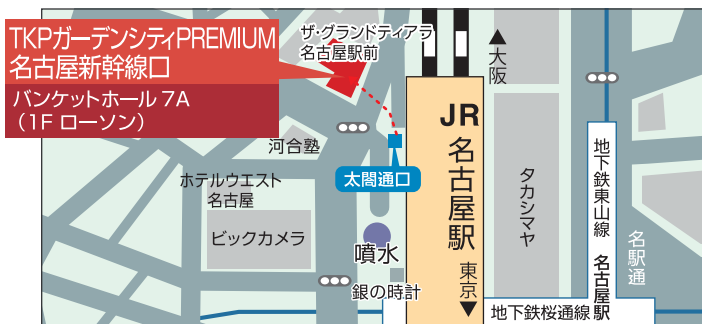 TKPガーデンシティPREMIUM
名古屋新幹線口
バンケットホール 7A
（1F ローソン）
ザ・グランドティアラ
名古屋駅前
▲大阪
JR
名古屋駅
東京▼
河合塾
太閤通口
ホテルウエスト
名古屋
ビックカメラ
噴水
銀の時計
タカシマヤ
地下鉄東山線 名古屋駅
名駅通
地下鉄桜通線